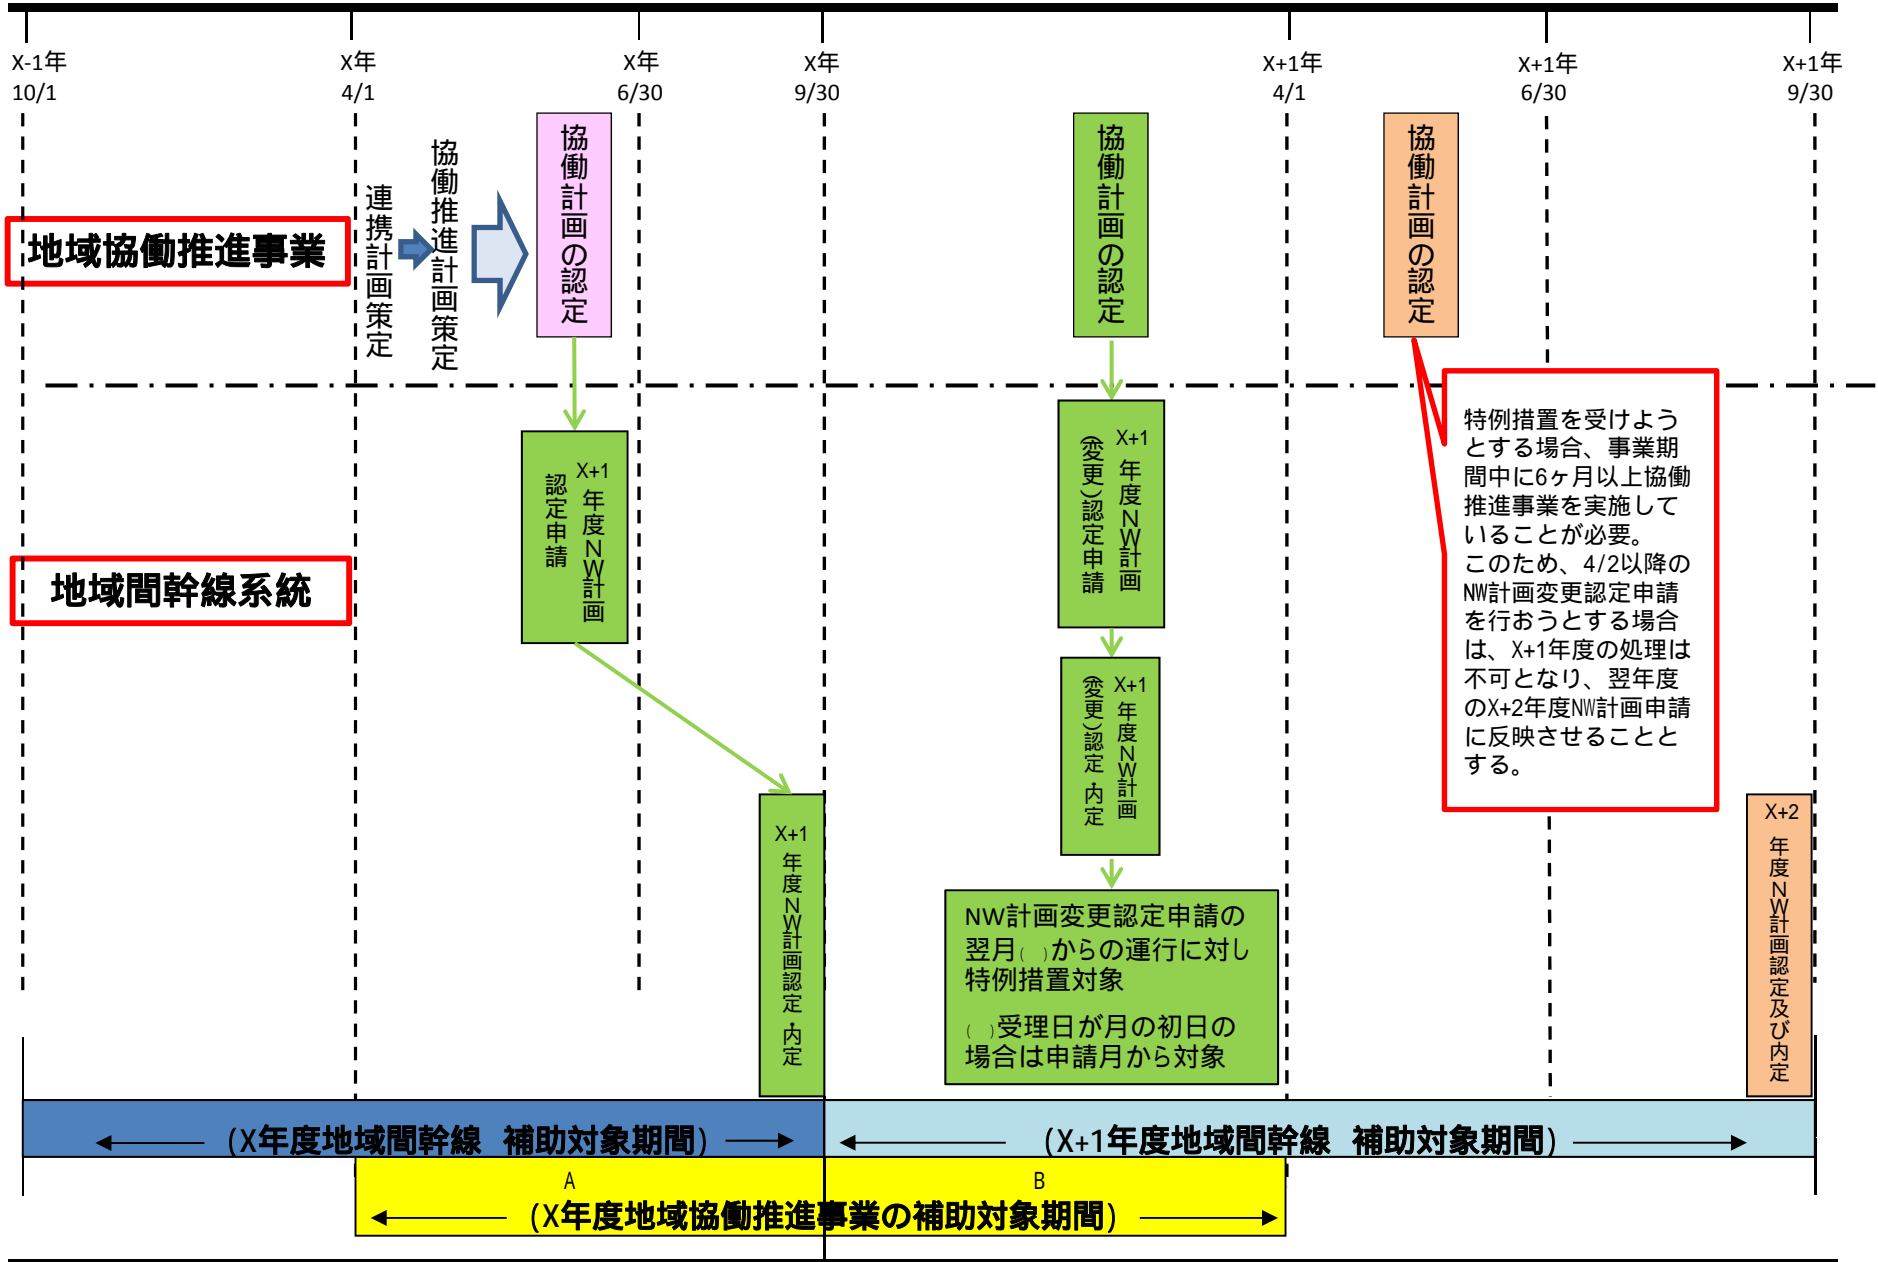 X-1年
10/1
X年
4/1
X年
6/30
X年
9/30
X+1年
4/1
X+1年
6/30
X+1年
9/30
地域協働推進事業
連携計画策定
協働推進計画策定
協働計画の認定
協働計画の認定
協働計画の認定
地域間幹線系統
X+1年度NW計画
認定申請
X+1年度NW計画
(変更)認定申請
X+1年度NW計画
(変更)認定・内定
X+1年度NW計画認定・内定
NW計画変更認定申請の
翌月( )からの運行に対し
特例措置対象
( )受理日が月の初日の
場合は申請月から対象
特例措置を受けよう
とする場合、事業期
間中に6ヶ月以上協働
推進事業を実施して
いることが必要。
このため、4/2以降の
NW計画変更認定申請
を行おうとする場合
は、X+1年度の処理は
不可となり、翌年度
のX+2年度NW計画申請
に反映させることと
する。
X+2年度NW計画認定及び内定
(X年度地域間幹線 補助対象期間)
(X+1年度地域間幹線 補助対象期間)
A
B
(X年度地域協働推進事業の補助対象期間)